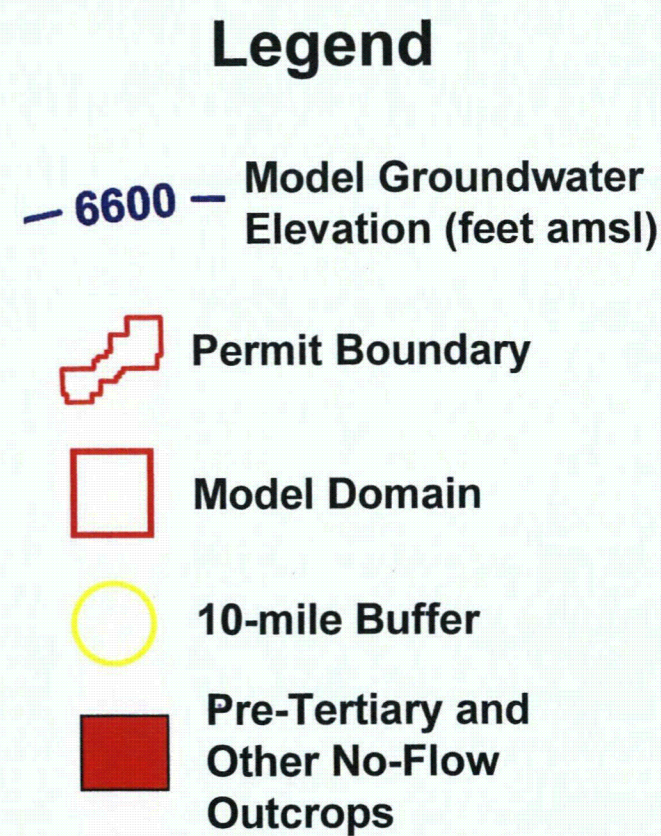 Legend
6600 Model Groundwater
Elevation (feet amsl)
Permit Boundary
Model Domain
10-mile Buffer
Pre-Tertiary and
Other No-Flow
Outcrops